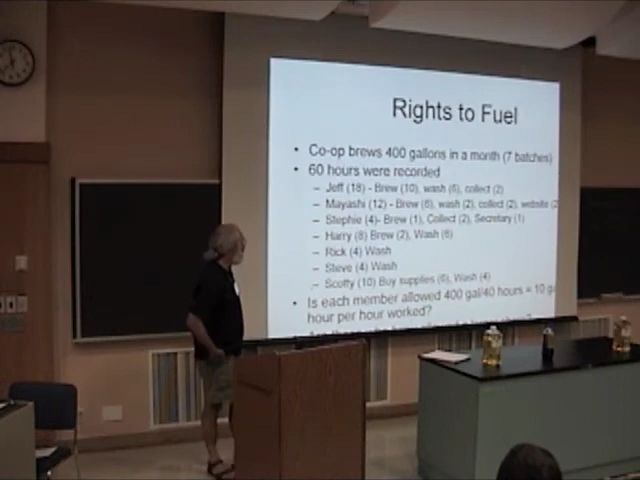 Rights to Fuel
• Co-op brews 400 gallons in a month (7 batches)
• 60 hours were recorded
– Jeff (18) - Brew (10), wash (6), collect (2)
– Mayashi (12) - Brew (6), wash (2), collect (2), website (2
– Stephie (4)- Brew (1), Collect (2), Secretary (1)
– Harry (8) Brew (2), Wash (6)
– Rick (4) Wash
– Steve (4) Wash
– Scotty (10) Buy supplies (6), Wash (4)
• Is each member allowed 400 gal/40 hours = 10 g
hour per hour worked?